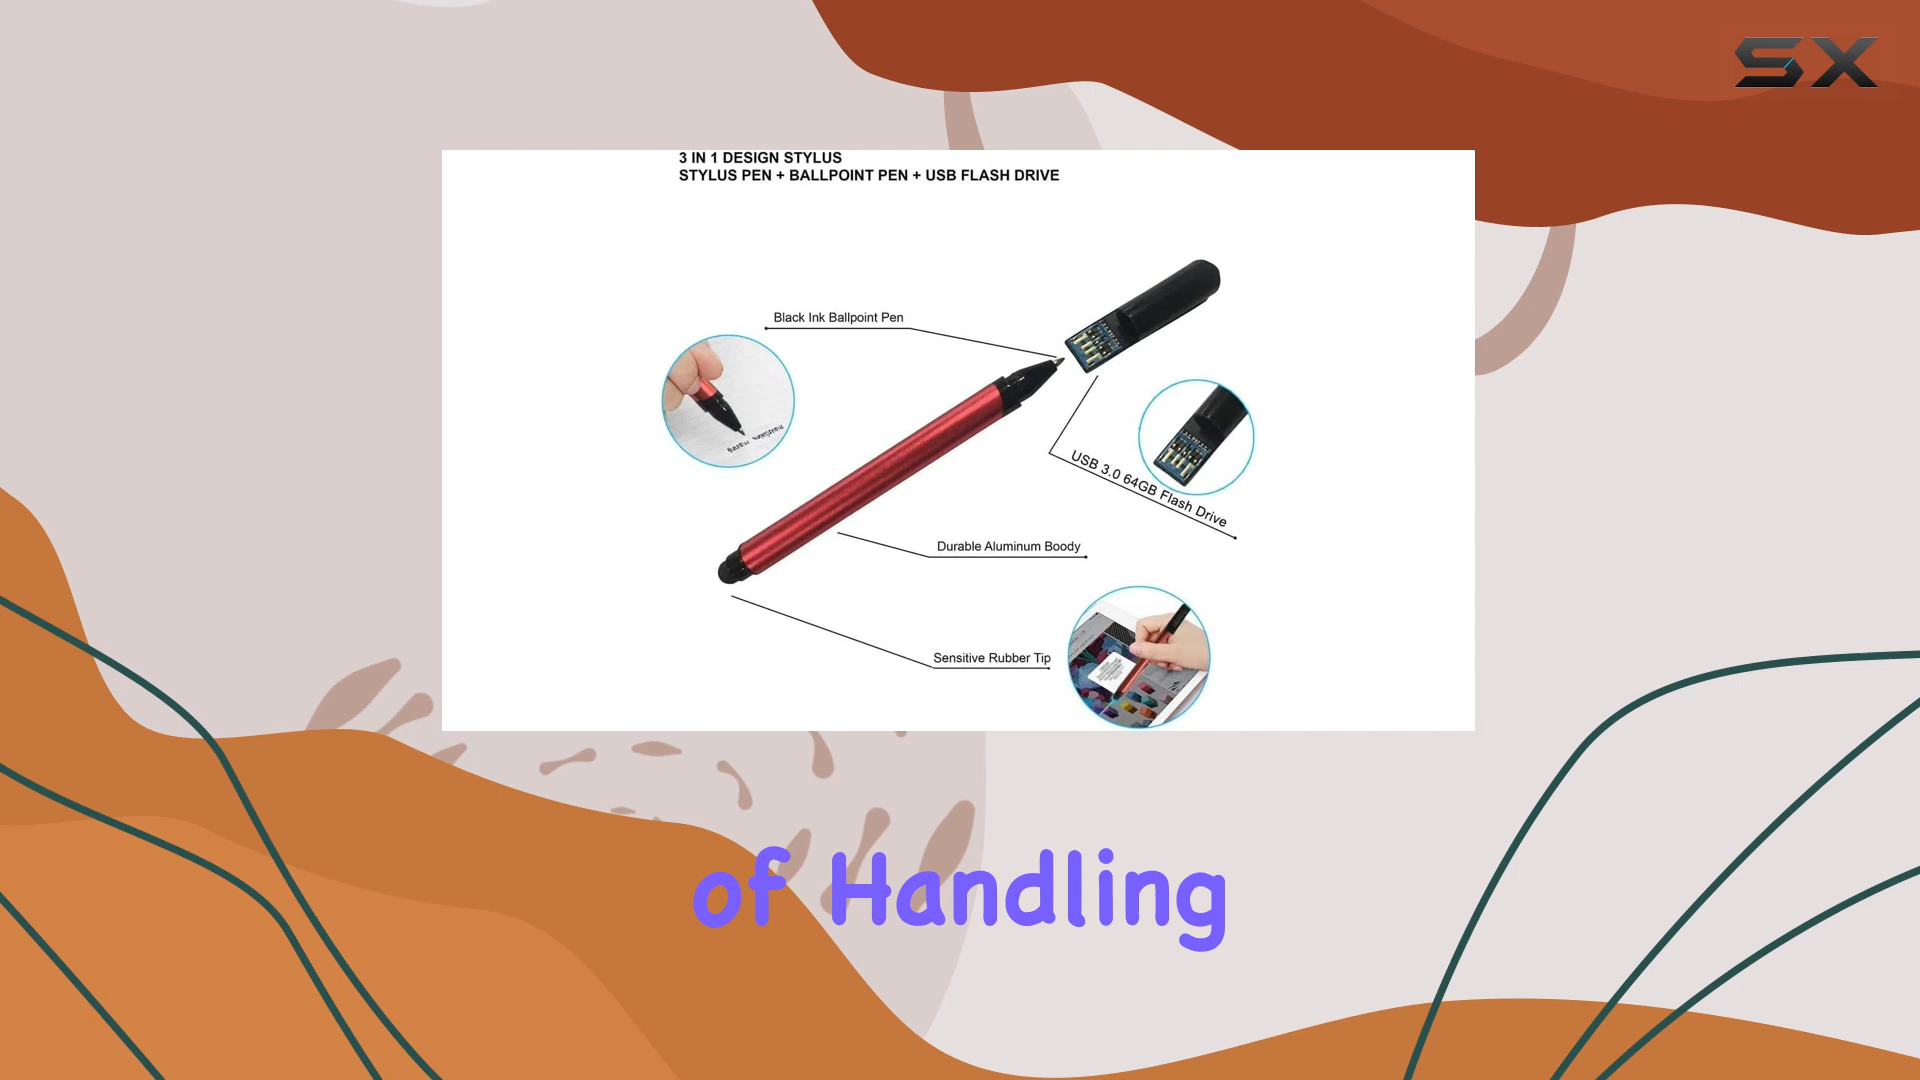 SX
3 IN 1 DESIGN STYLUS
STYLUS PEN + BALLPOINT PEN + USB FLASH DRIVE
Black Ink Ballpoint Pen
USB 3.0 64GB Flash Drive
Durable Aluminum Boody
Sensitive Rubber Tip
of Handling